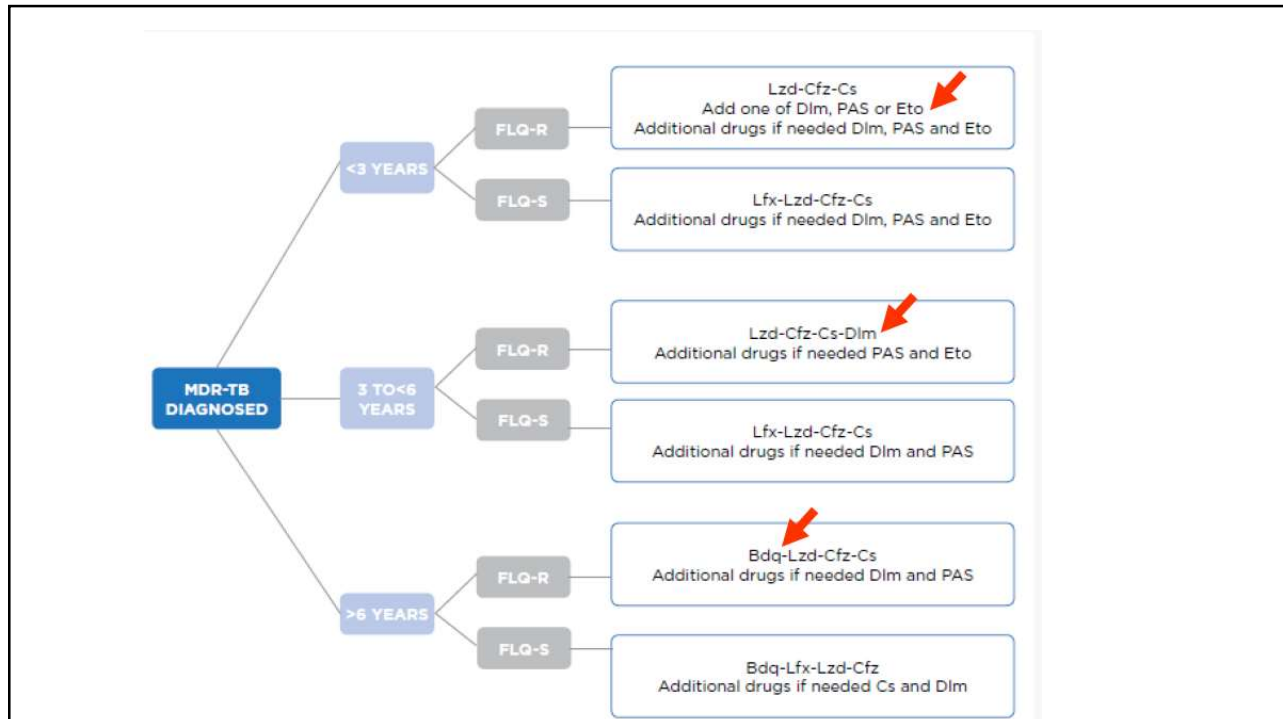 Lzd-Cfz-Cs
Add one of Dlm, PAS or Eto
Additional drugs if needed Dlm, PAS and Eto
FLQ-R
<3 YEARS
FLQ-S
Lfx-Lzd-Cfz-Cs
Additional drugs if needed Dlm, PAS and Eto
Lzd-Cfz-Cs-Dlm
Additional drugs if needed PAS and Eto
FLQ-R
MDR-TB
DIAGNOSED
3 TO<6
YEARS
FLQ-S
Lfx-Lzd-Cfz-Cs
Additional drugs if needed Dlm and PAS
Bdq-Lzd-Cfz-Cs
Additional drugs if needed Dlm and PAS
FLQ-R
>6 YEARS
FLQ-S
Bdq-Lfx-Lzd-Cfz
Additional drugs if needed Cs and Dlm